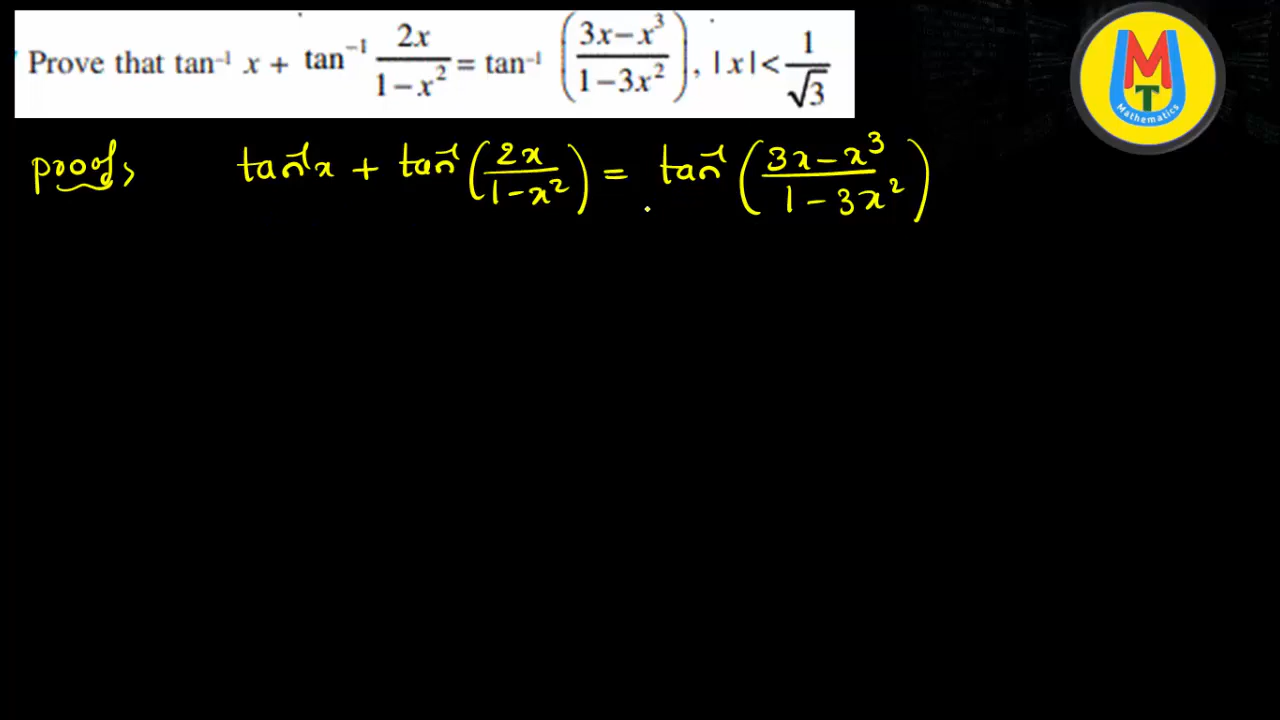 Prove that tan⁻¹ x + tan⁻¹ 2x/(1−x²) = tan⁻¹ ((3x−x³)/(1−3x²)), |x|< 1/√3
MT
Mathematics
proof, tan⁻¹x + tan⁻¹ (2x/(1−x²)) = tan⁻¹ ((3x−x³)/(1−3x²))